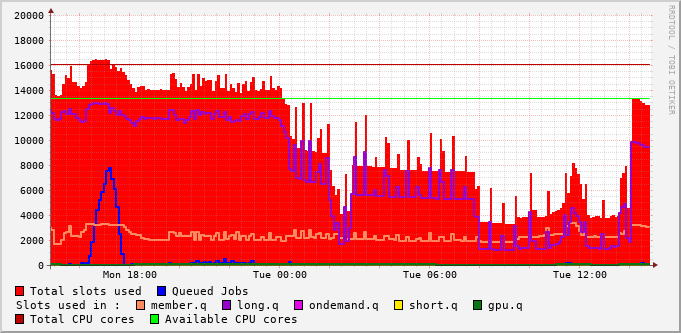 20000
18000
16000
14000
12000
10000
8000
6000
4000
2000
0
Mon 18:00 Tue 00:00 Tue 06:00 Tue 12:00
RRDTOOL / TOBI OETIKER
Total slots used Queued Jobs
Slots used in : member.q long.q ondemand.q short.q gpu.q
Total CPU cores Available CPU cores